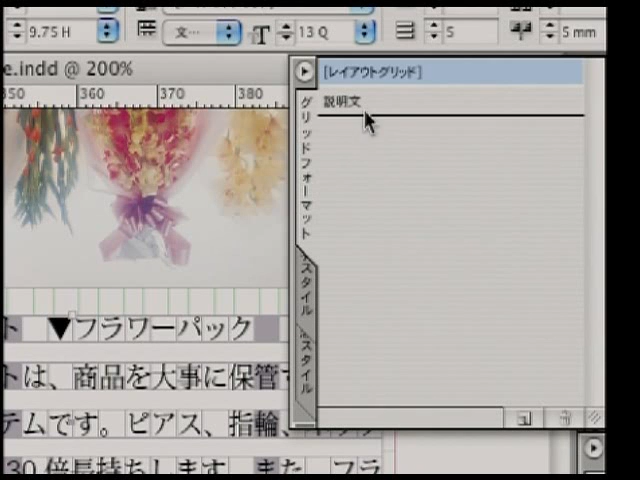 9.75 H
文…
13 Q
5
5 mm
e.indd @ 200%
350
360
370
380
[レイアウトグリッド]
説明文
グリッドフォーマット
スタイル
スタイル
ト ▼フラワーパック
トは、商品を大事に保管
テムです。ピアス、指輪、
30 倍長持ちします。また、フラ